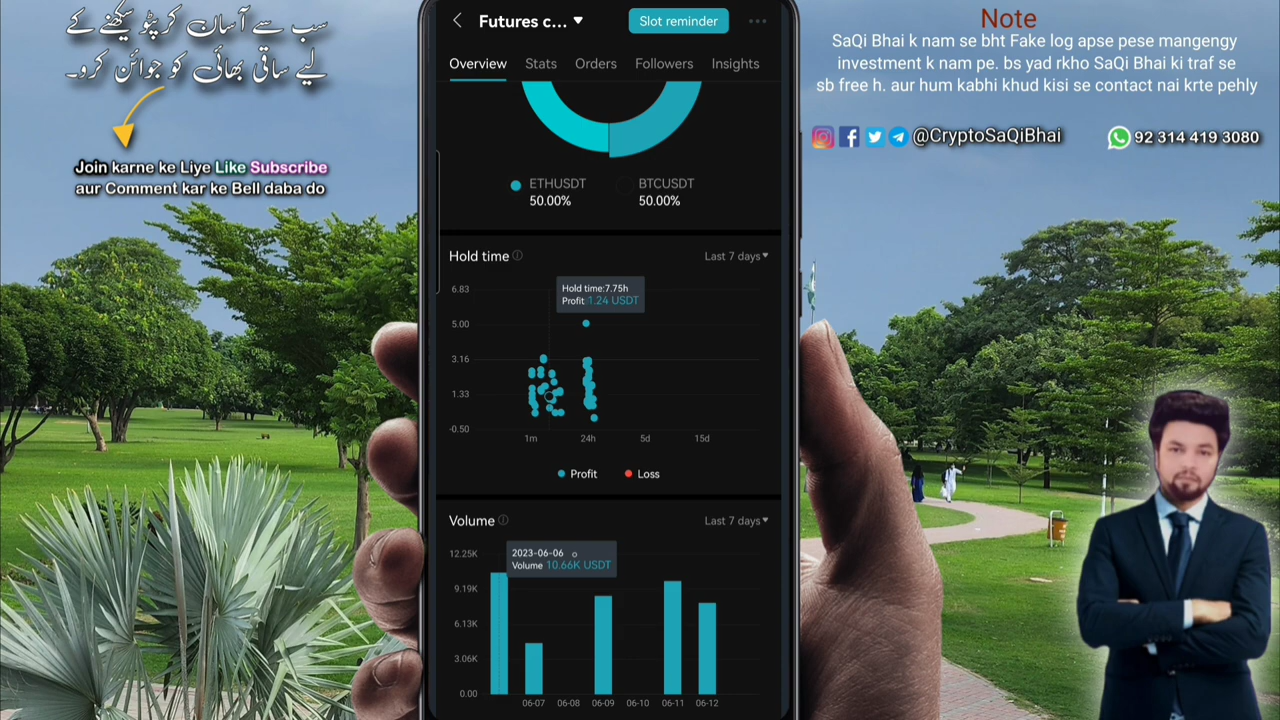 سب سے آسان کرپٹو سیکھنے کے
لیے ساقی بھائی کو جوائن کرو۔
Join karne ke Liye Like Subscribe
aur Comment kar ke Bell daba do
Futures c...
Slot reminder
Overview Stats Orders Followers Insights
ETHUSDT
50.00%
BTCUSDT
50.00%
Hold time
Last 7 days
Hold time:7.75h
Profit 1.24 USDT
6.83
5.00
3.16
1.33
-0.50
1m 24h 5d 15d
Profit Loss
Volume
Last 7 days
2023-06-06
Volume 10.66K USDT
12.25K
9.19K
6.13K
3.06K
0.00
06-07 06-08 06-09 06-10 06-11 06-12
Note
SaQi Bhai k nam se bht Fake log apse pese mangengy
investment k nam pe. bs yad rkho SaQi Bhai ki traf se
sb free h. aur hum kabhi khud kisi se contact nai krte pehly
@CryptoSaQiBhai
92 314 419 3080